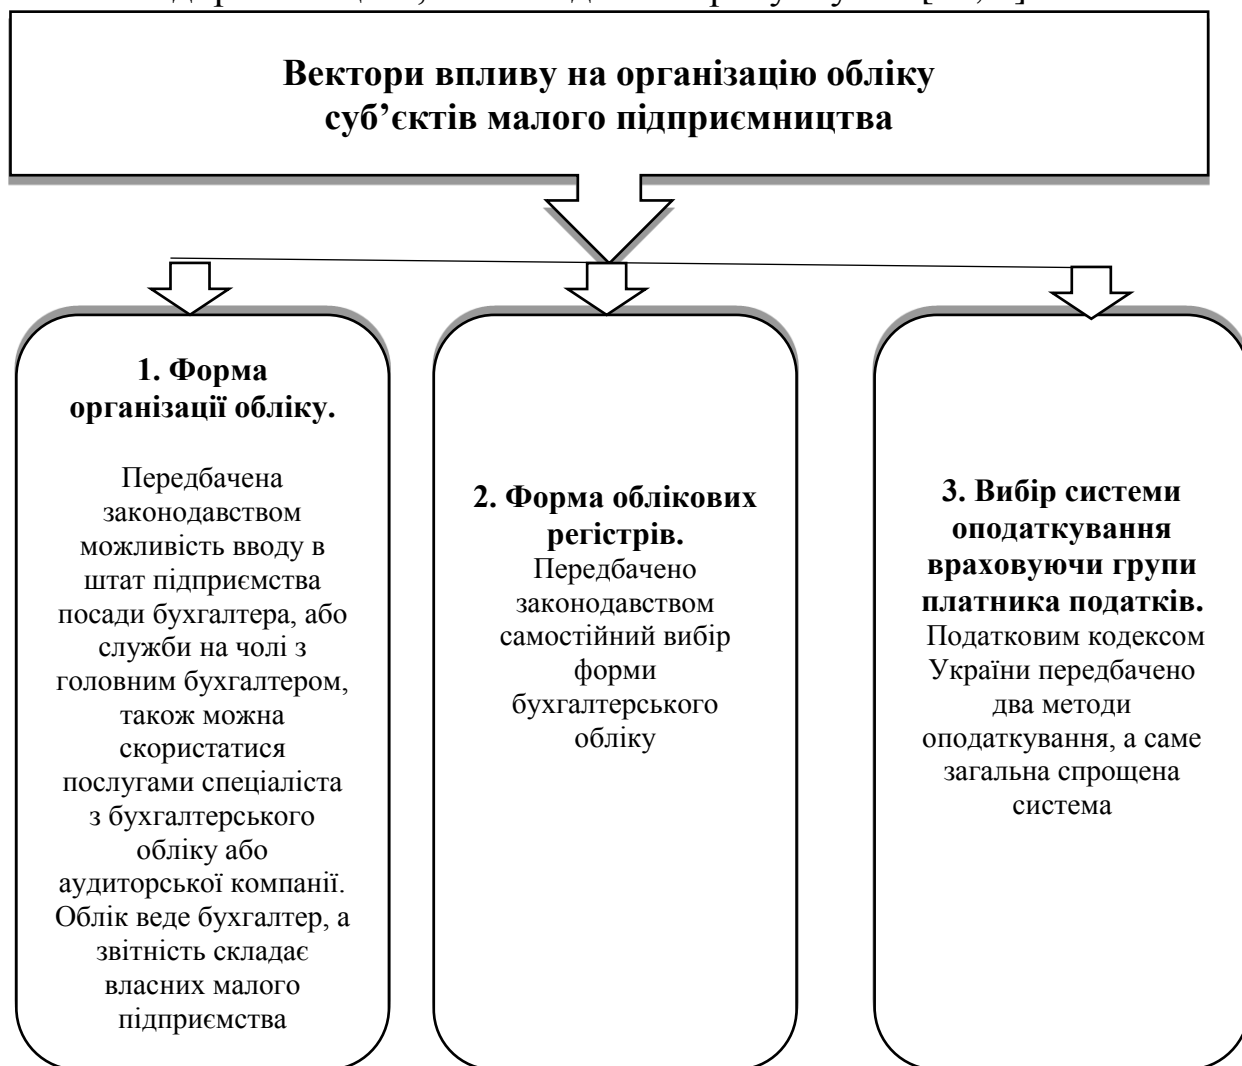 Вектори впливу на організацію обліку
суб’єктів малого підприємництва
1. Форма
організації обліку.
Передбачена
законодавством
можливість вводу в
штат підприємства
посади бухгалтера, або
служби на чолі з
головним бухгалтером,
також можна
скористатися
послугами спеціаліста
з бухгалтерського
обліку або
аудиторської компанії.
Облік веде бухгалтер, а
звітність складає
власних малого
підприємства
2. Форма облікових
регістрів.
Передбачено
законодавством
самостійний вибір
форми
бухгалтерського
обліку
3. Вибір системи
оподаткування
враховуючи групи
платника податків.
Податковим кодексом
України передбачено
два методи
оподаткування, а саме
загальна спрощена
система